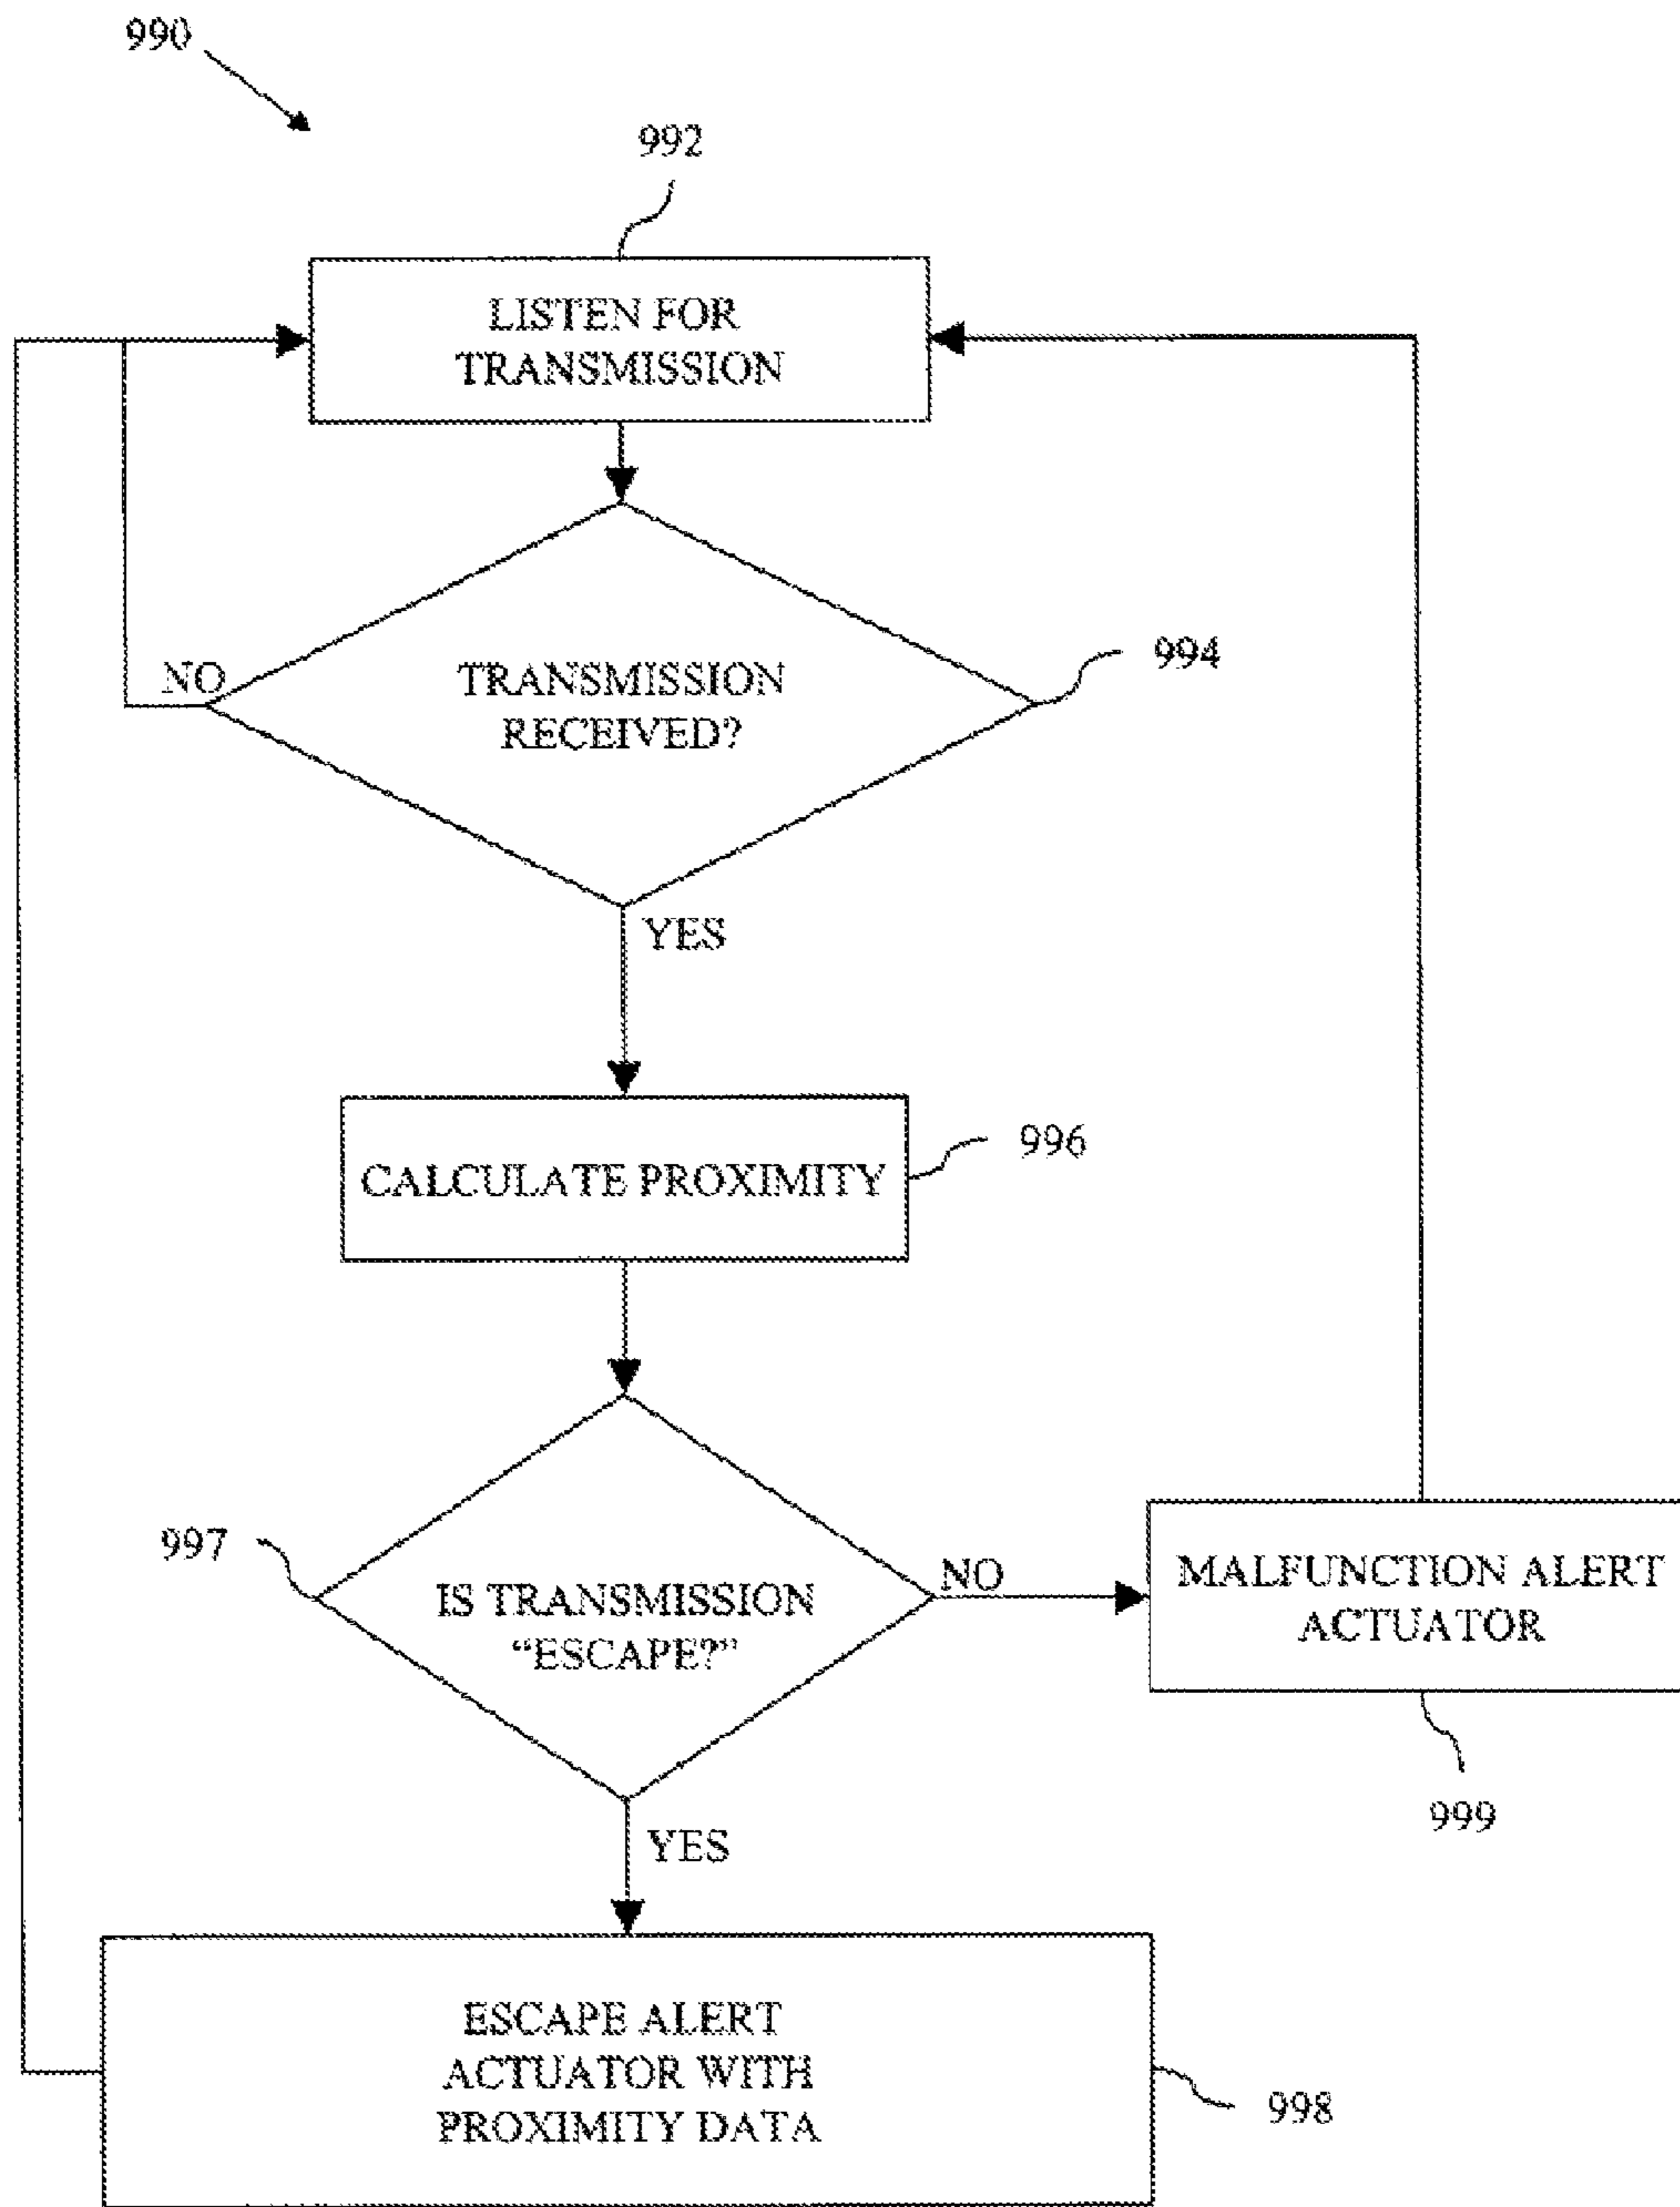 990
992
LISTEN FOR
TRANSMISSION
994
NO
TRANSMISSION
RECEIVED?
YES
996
CALCULATE PROXIMITY
997
NO
IS TRANSMISSION
“ESCAPE?”
MALFUNCTION ALERT
ACTUATOR
999
YES
ESCAPE ALERT
ACTUATOR WITH
PROXIMITY DATA
998